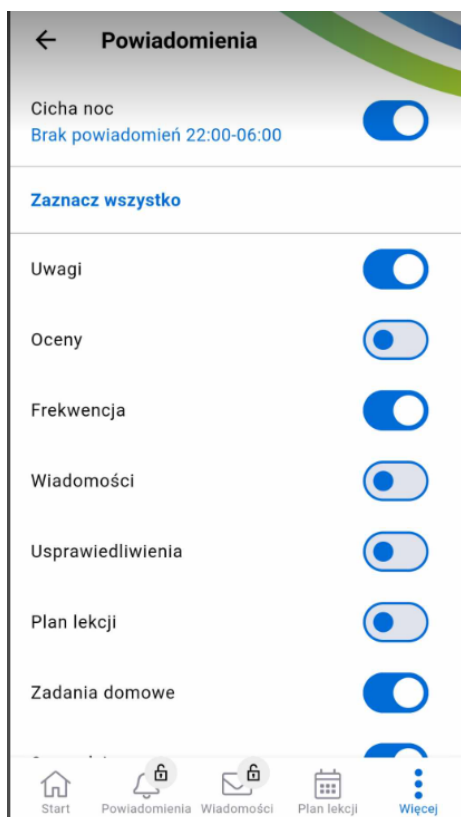 Powiadomienia
Cicha noc
Brak powiadomień 22:00-06:00
Zaznacz wszystko
Uwagi
Oceny
Frekwencja
Wiadomości
Usprawiedliwienia
Plan lekcji
Zadania domowe
Start Powiadomienia Wiadomości Plan lekcji Więcej